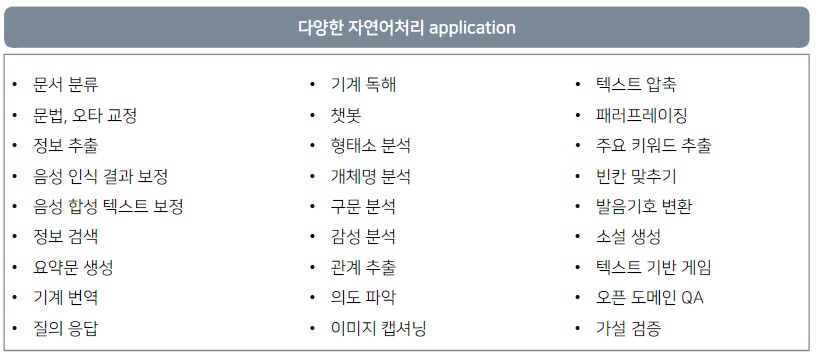 다양한 자연어처리 application
• 문서 분류
• 문법, 오타 교정
• 정보 추출
• 음성 인식 결과 보정
• 음성 합성 텍스트 보정
• 정보 검색
• 요약문 생성
• 기계 번역
• 질의 응답
• 기계 독해
• 챗봇
• 형태소 분석
• 개체명 분석
• 구문 분석
• 감성 분석
• 관계 추출
• 의도 파악
• 이미지 캡셔닝
• 텍스트 압축
• 패러프레이징
• 주요 키워드 추출
• 빈칸 맞추기
• 발음기호 변환
• 소설 생성
• 텍스트 기반 게임
• 오픈 도메인 QA
• 가설 검증